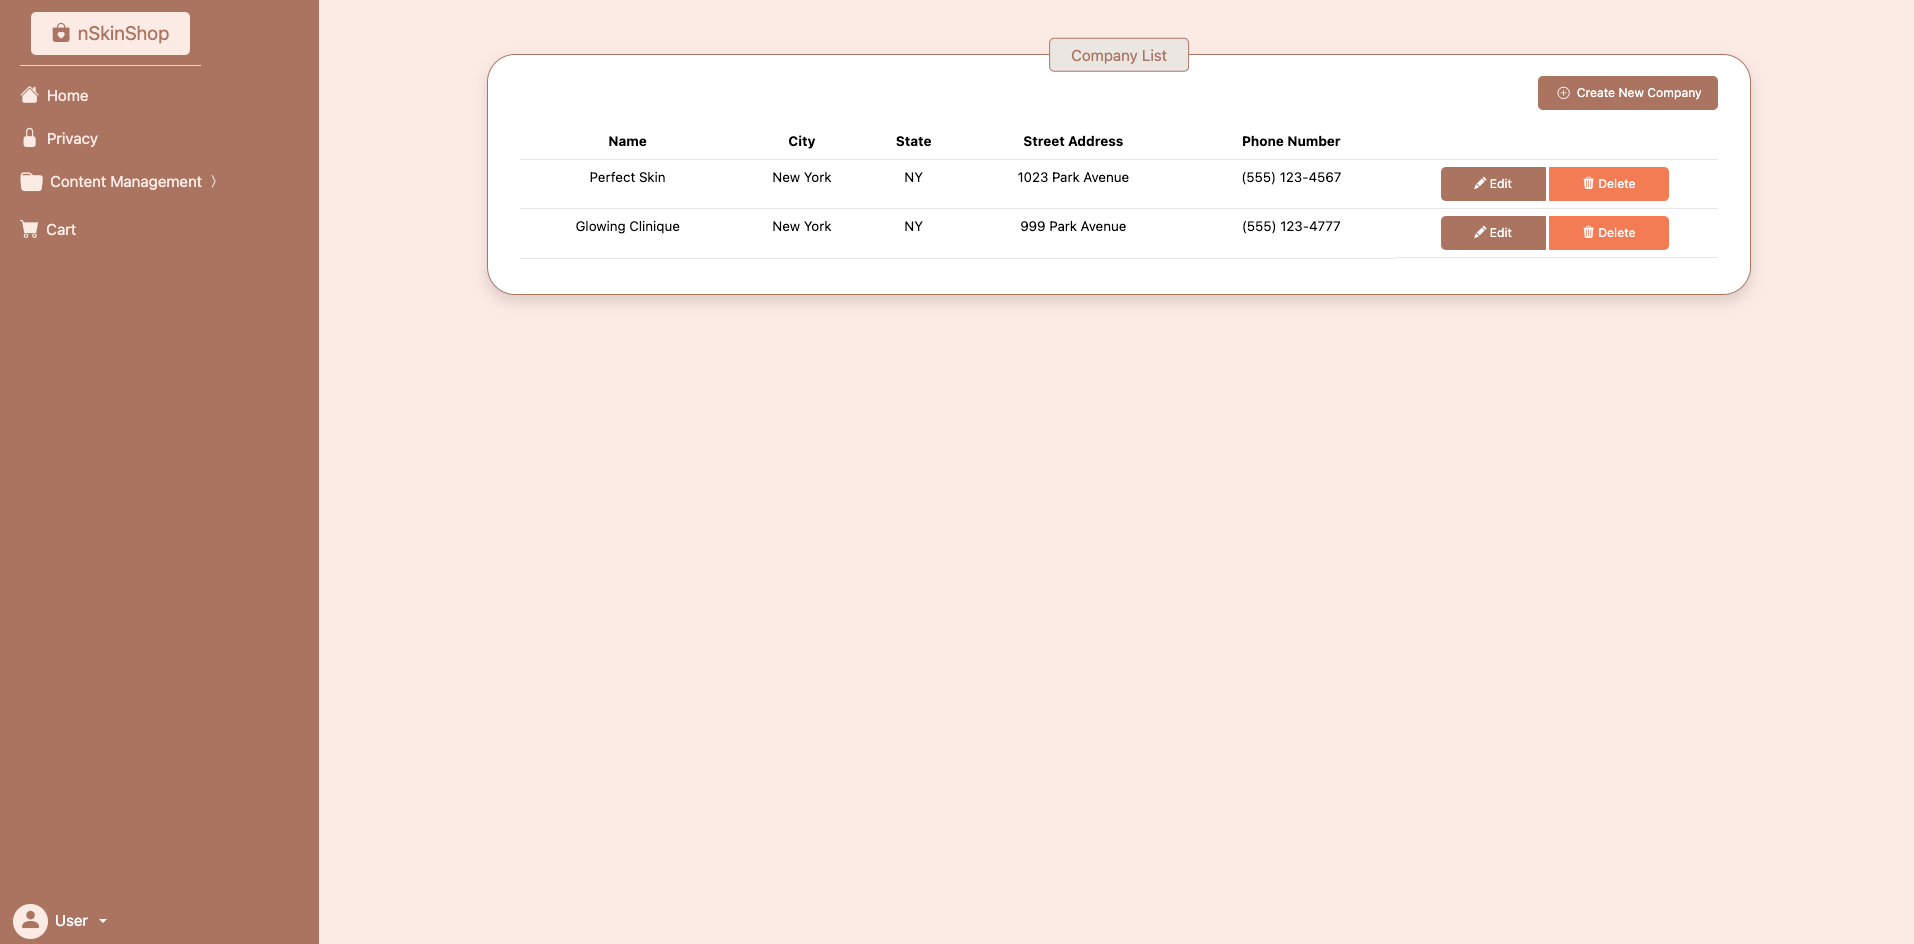 nSkinShop
Home
Privacy
Content Management
Cart
User
Company List
Create New Company
Name City State Street Address Phone Number
Perfect Skin New York NY 1023 Park Avenue (555) 123-4567 Edit Delete
Glowing Clinique New York NY 999 Park Avenue (555) 123-4777 Edit Delete